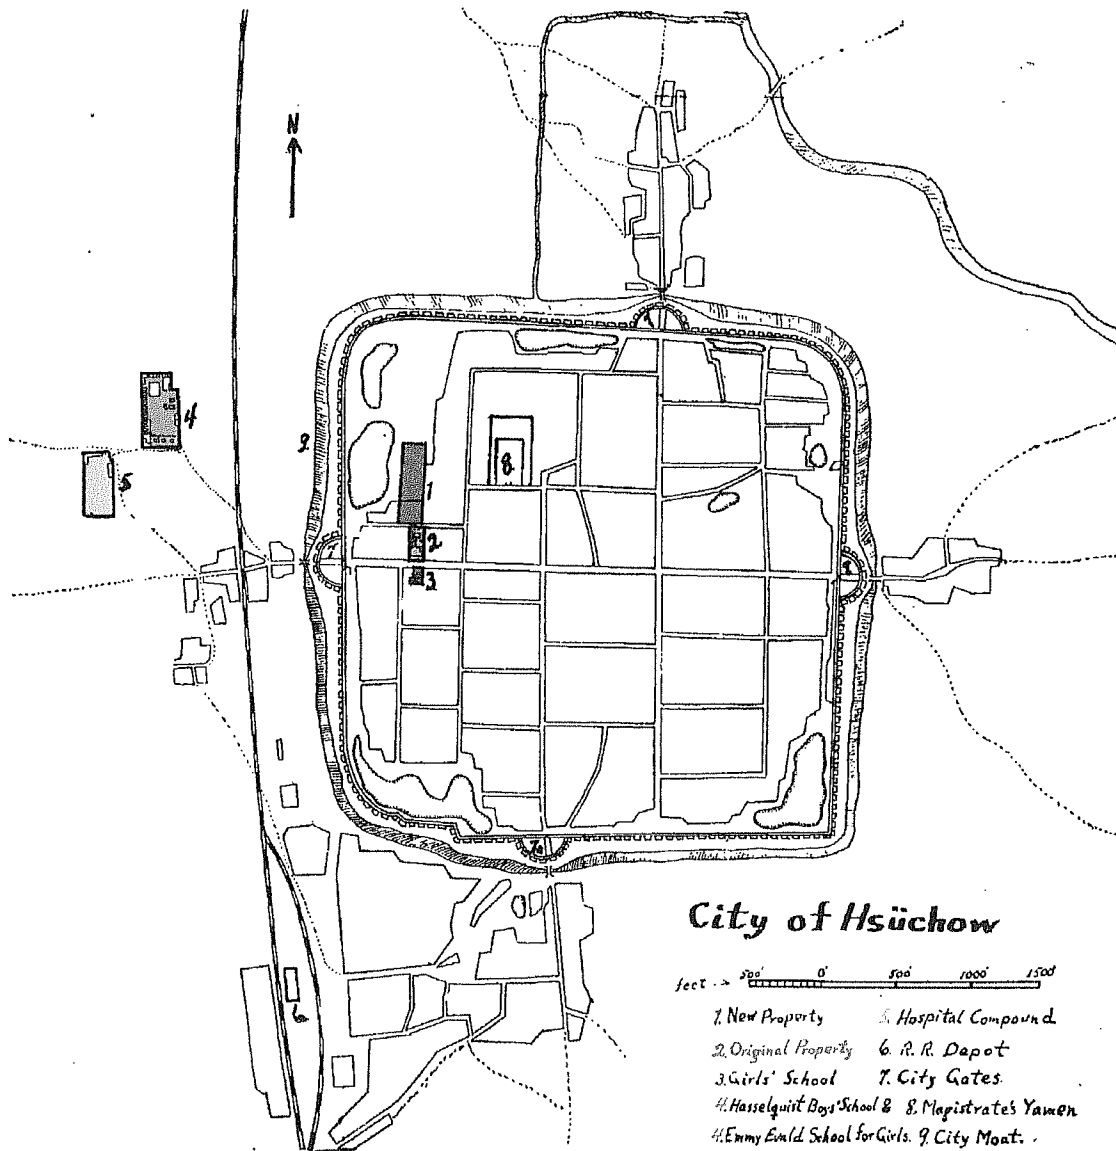 N
7
4
9.
8.
1
5
2
7
7
3
7a
City of Hsüchow
feet
500' 0' 500' 1000' 1500'
6
1. New Property
5. Hospital Compound
2. Original Property
6. R. R. Depot
3. Girls' School
7. City Gates.
4. Hasselquist Boys' School &
8. Magistrate's Yamen
4. Emmy Evald School for Girls.
9. City Moat.